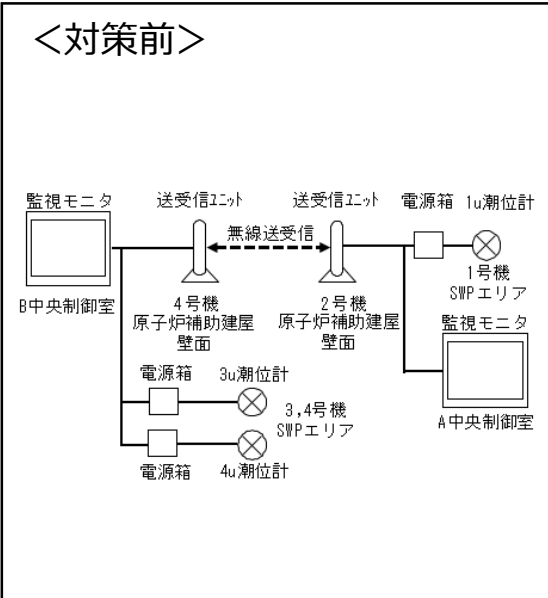 ＜対策前＞
監視モニタ
送受信ﾕﾆｯﾄ
送受信ﾕﾆｯﾄ
電源箱
1u潮位計
無線送受信
B中央制御室
4号機
原子炉補助建屋
壁面
2号機
原子炉補助建屋
壁面
1号機
SWPエリア
監視モニタ
A中央制御室
電源箱
3u潮位計
3,4号機
SWPエリア
電源箱
4u潮位計